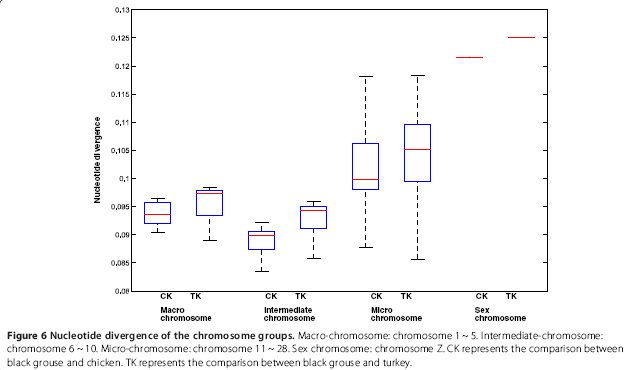 0.13
0.125
0.12
0.115
0.11
0.105
0.1
0.095
0.09
0.085
0.08
Nucleotide divergence
CK TK CK TK CK TK CK TK
Macro Intermediate Micro Sex
chromosome chromosome chromosome chromosome
Figure 6 Nucleotide divergence of the chromosome groups. Macro-chromosome: chromosome 1 ~ 5. Intermediate-chromosome:
chromosome 6 ~ 10. Micro-chromosome: chromosome 11 ~ 28. Sex chromosome: chromosome Z. CK represents the comparison between
black grouse and chicken. TK represents the comparison between black grouse and turkey.